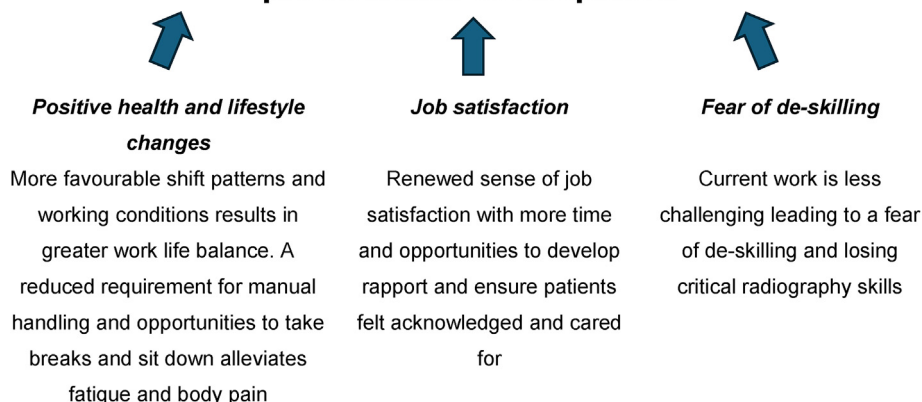 Positive health and lifestyle
changes
More favourable shift patterns and
working conditions results in
greater work life balance. A
reduced requirement for manual
handling and opportunities to take
breaks and sit down alleviates
fatigue and body pain
Job satisfaction
Renewed sense of job
satisfaction with more time
and opportunities to develop
rapport and ensure patients
felt acknowledged and cared
for
Fear of de-skilling
Current work is less
challenging leading to a fear
of de-skilling and losing
critical radiography skills